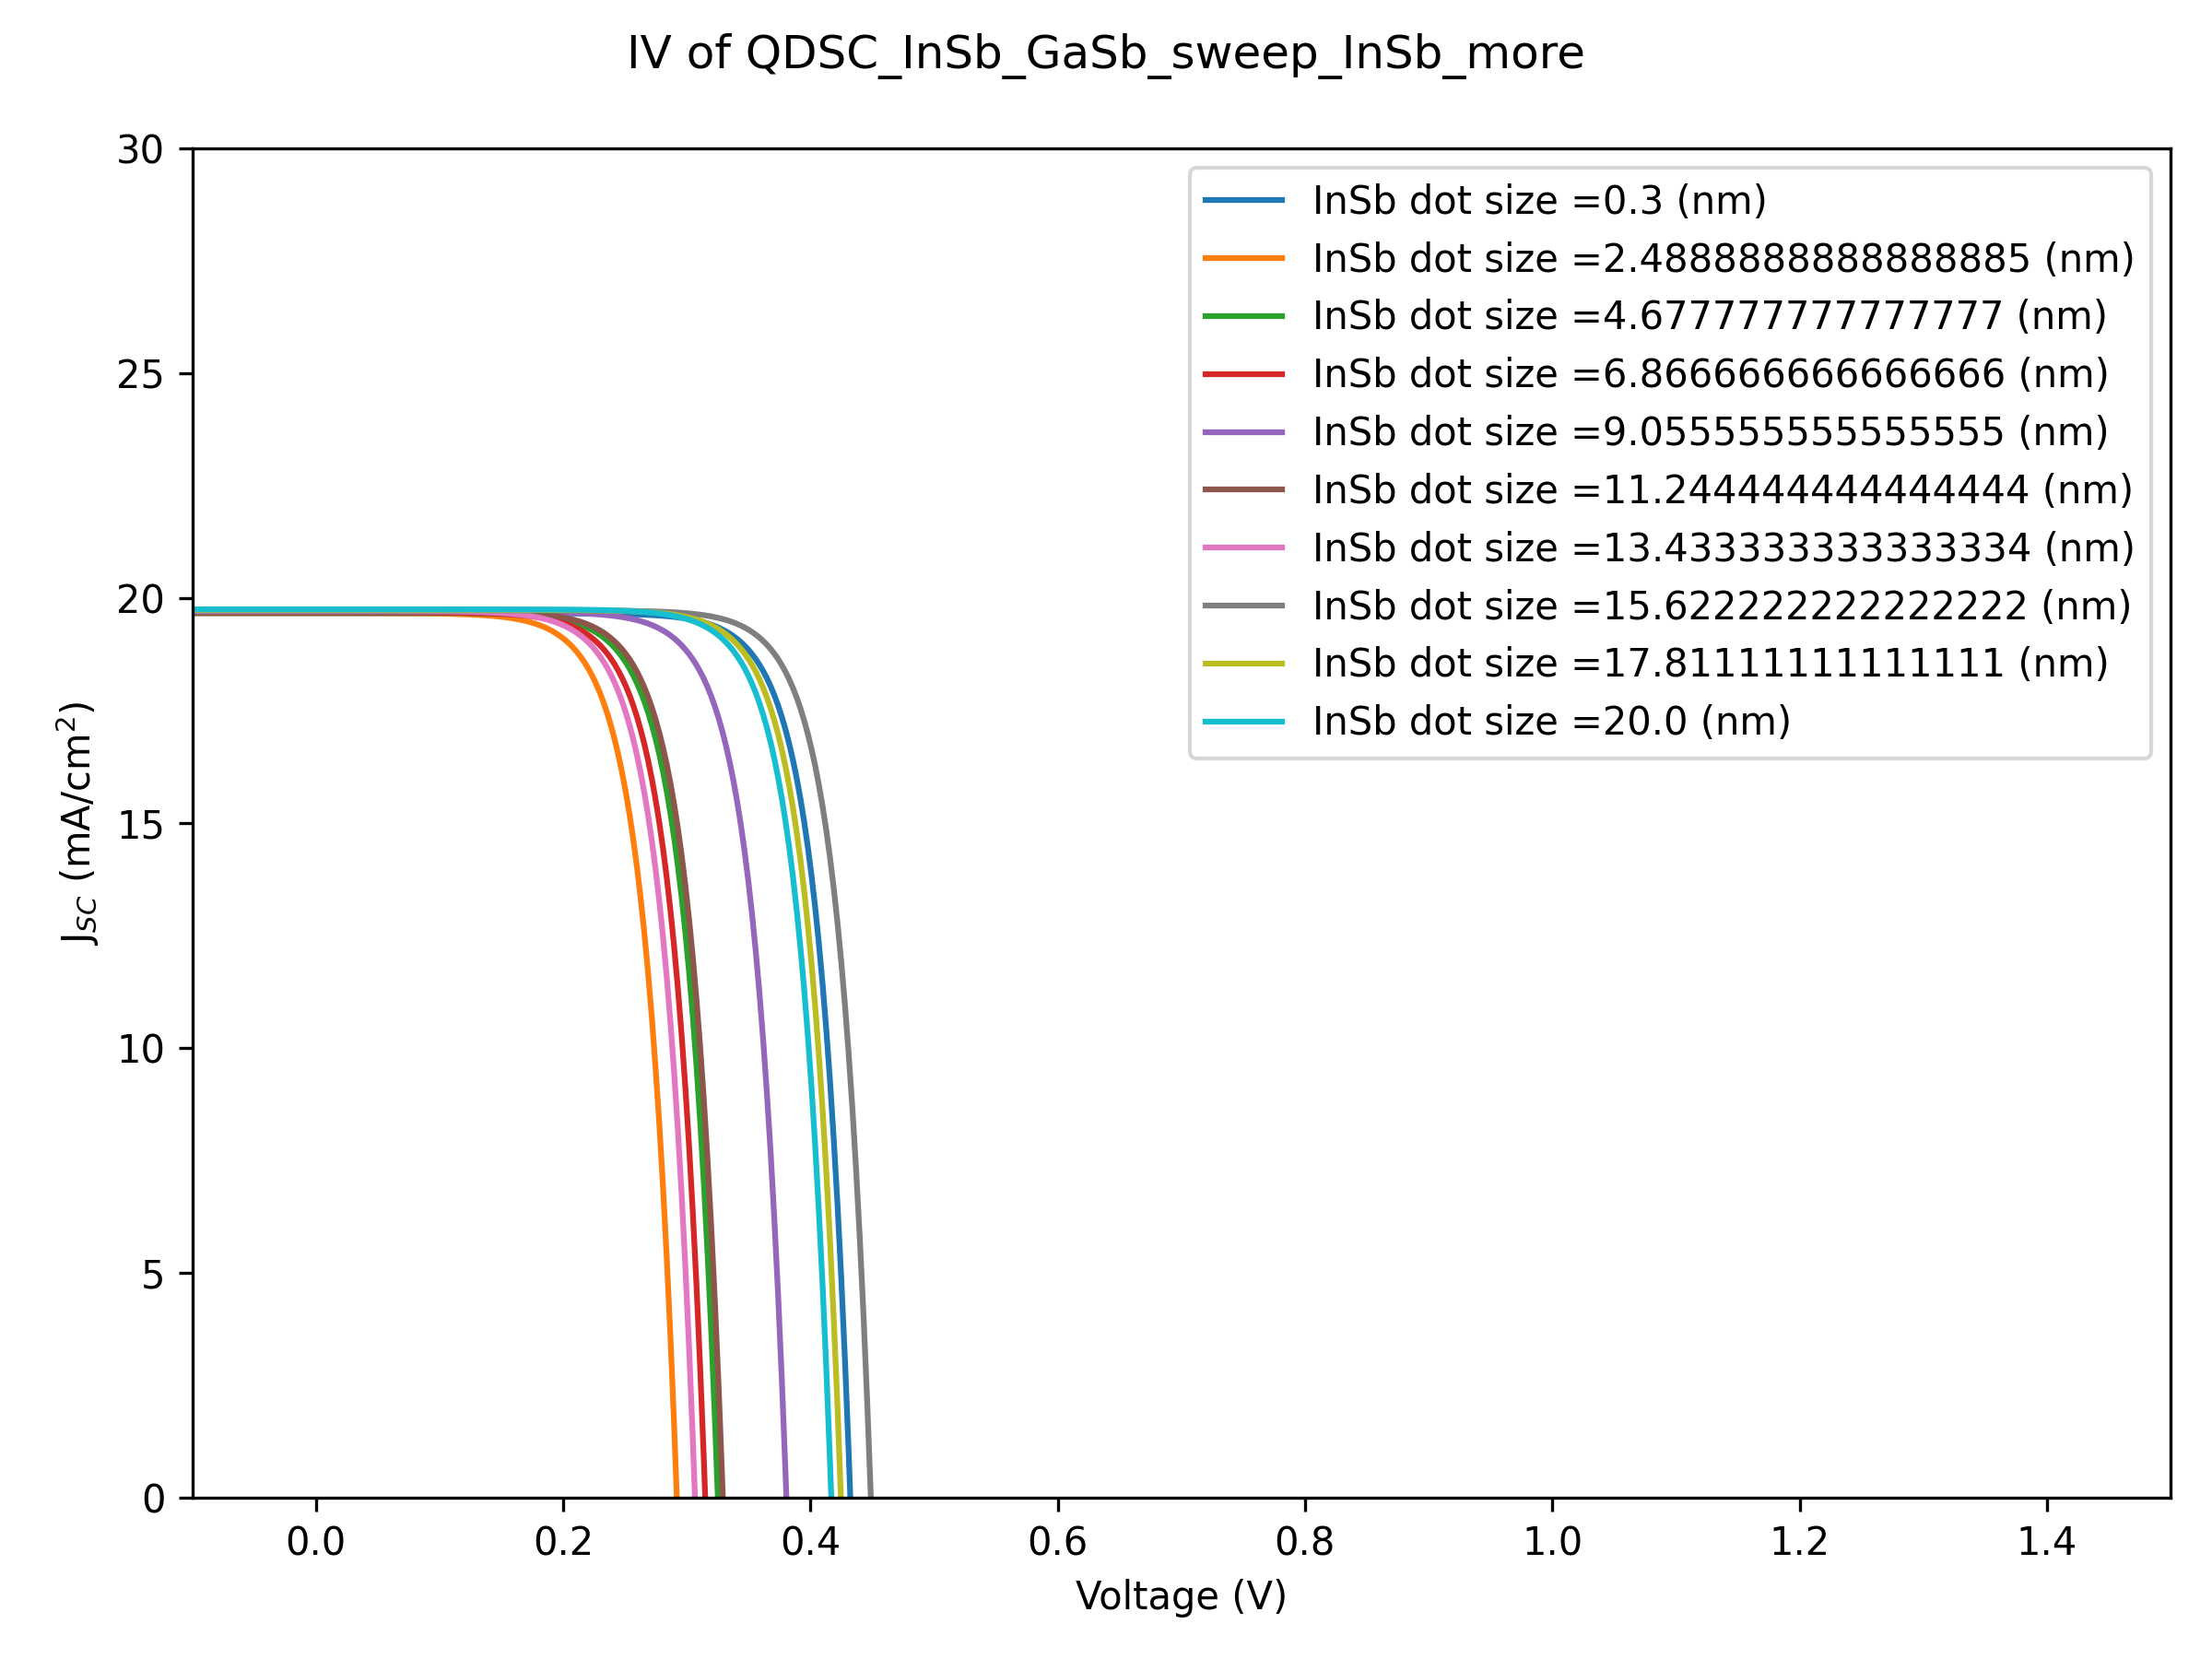 IV of QDSC_InSb_GaSb_sweep_InSb_more
30
25
20
15
10
5
0
J_SC (mA/cm²)
InSb dot size =0.3 (nm)
InSb dot size =2.4888888888888885 (nm)
InSb dot size =4.677777777777777 (nm)
InSb dot size =6.866666666666666 (nm)
InSb dot size =9.055555555555555 (nm)
InSb dot size =11.244444444444444 (nm)
InSb dot size =13.433333333333334 (nm)
InSb dot size =15.622222222222222 (nm)
InSb dot size =17.81111111111111 (nm)
InSb dot size =20.0 (nm)
0.0 0.2 0.4 0.6 0.8 1.0 1.2 1.4
Voltage (V)